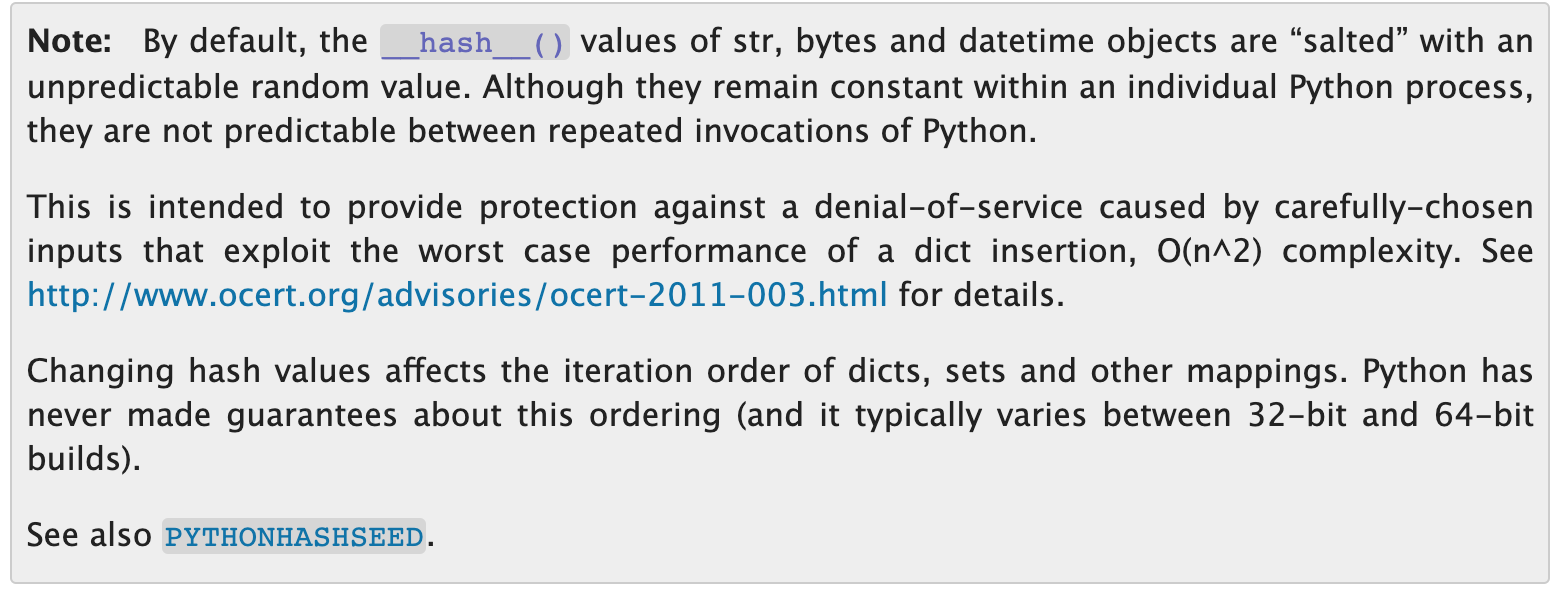 Note: By default, the __hash__() values of str, bytes and datetime objects are “salted” with an
unpredictable random value. Although they remain constant within an individual Python process,
they are not predictable between repeated invocations of Python.
This is intended to provide protection against a denial-of-service caused by carefully-chosen
inputs that exploit the worst case performance of a dict insertion, O(n^2) complexity. See
http://www.ocert.org/advisories/ocert-2011-003.html for details.
Changing hash values affects the iteration order of dicts, sets and other mappings. Python has
never made guarantees about this ordering (and it typically varies between 32-bit and 64-bit
builds).
See also PYTHONHASHSEED.